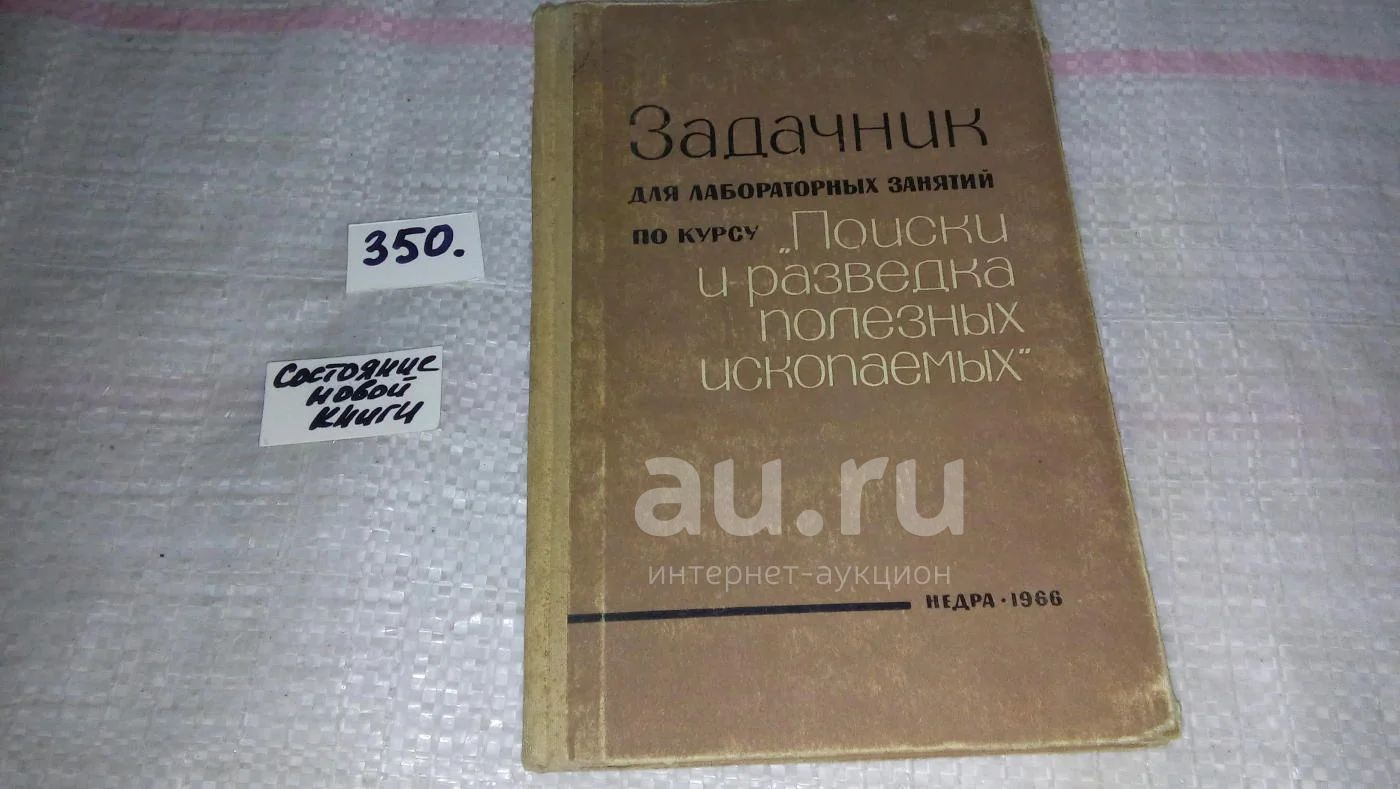 350.
Состояние
новой
книги
Задачник
для лабораторных занятий
по курсу „Поиски
и разведка
полезных
ископаемых“
au.ru
интернет-аукцион
НЕДРА · 1966